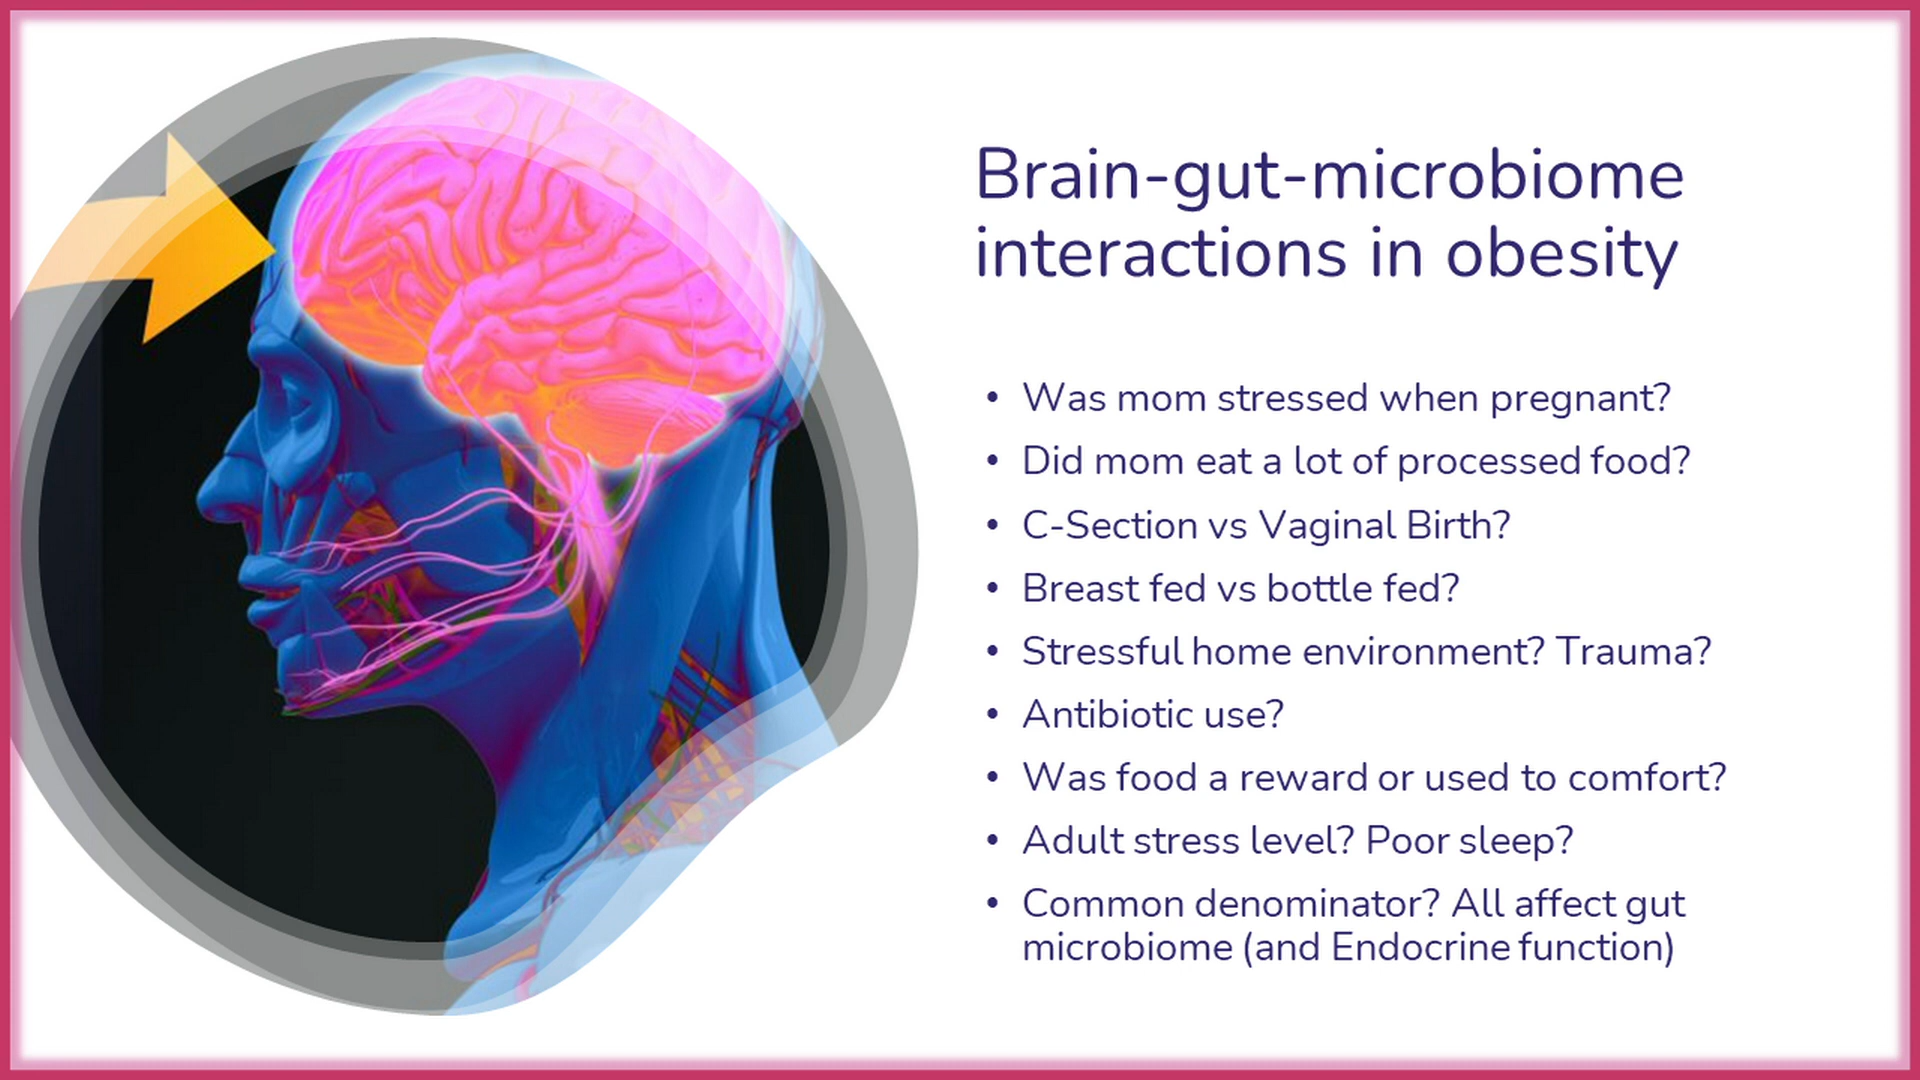 Brain-gut-microbiome
interactions in obesity
• Was mom stressed when pregnant?
• Did mom eat a lot of processed food?
• C-Section vs Vaginal Birth?
• Breast fed vs bottle fed?
• Stressful home environment? Trauma?
• Antibiotic use?
• Was food a reward or used to comfort?
• Adult stress level? Poor sleep?
• Common denominator? All affect gut
microbiome (and Endocrine function)